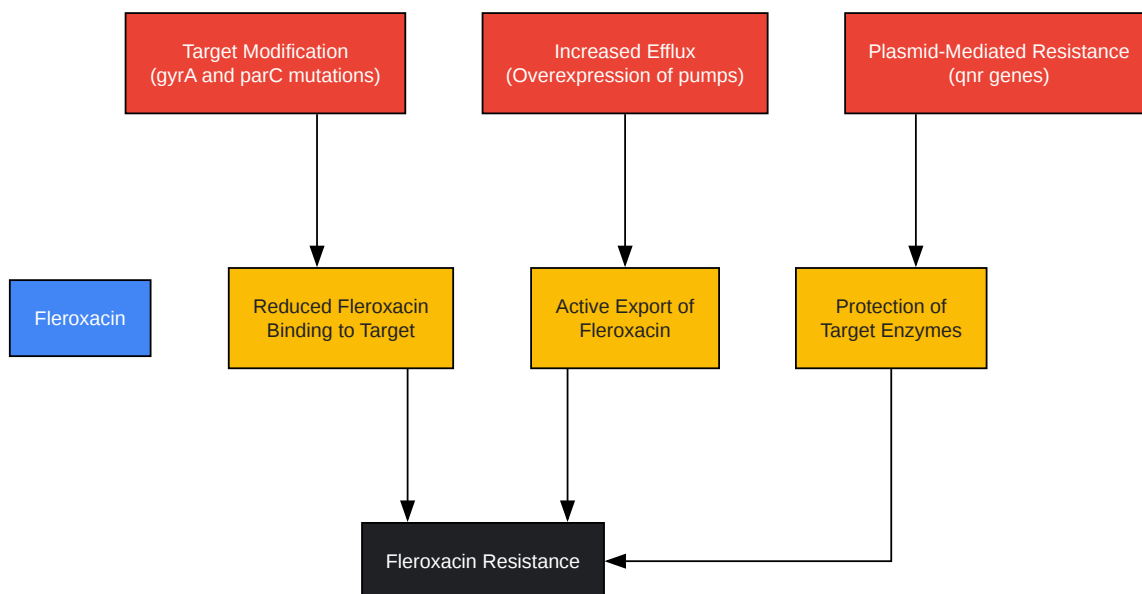 Target Modification
(gyrA and parC mutations)
Increased Efflux
(Overexpression of pumps)
Plasmid-Mediated Resistance
(qnr genes)
Fleroxacin
Reduced Fleroxacin
Binding to Target
Active Export of
Fleroxacin
Protection of
Target Enzymes
Fleroxacin Resistance